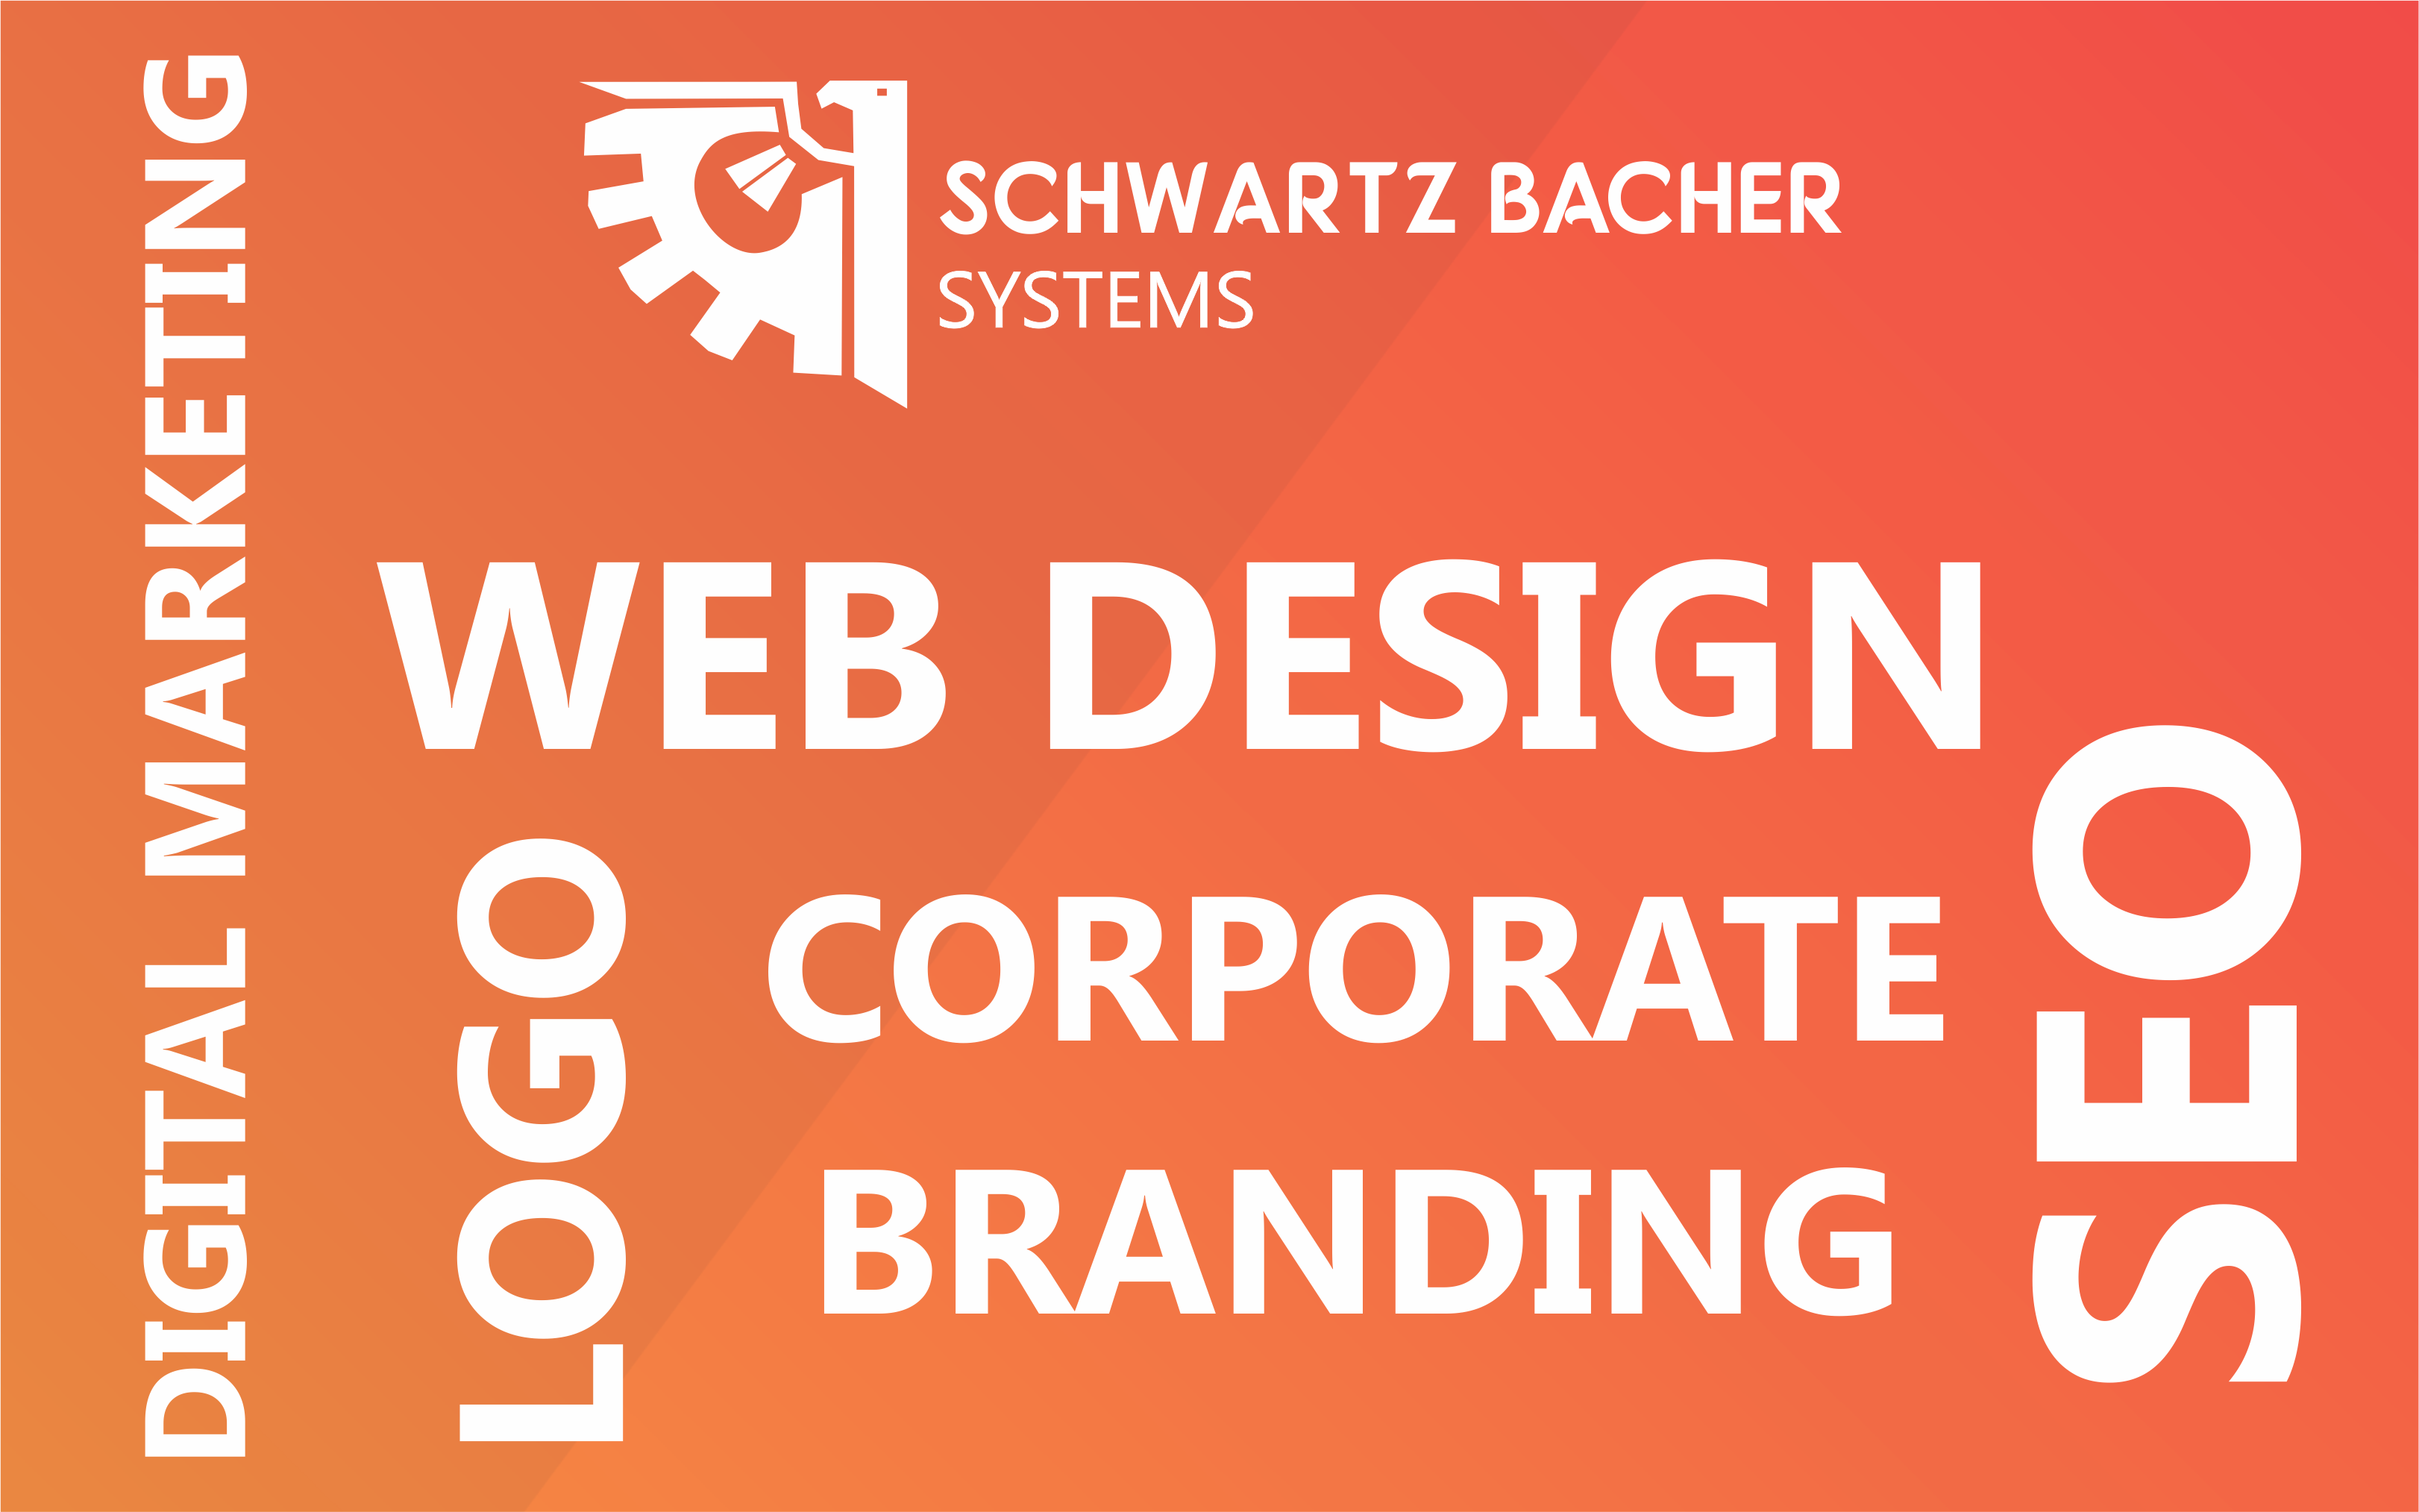 SCHWARTZ BACHER
SYSTEMS
DIGITAL MARKETING
WEB DESIGN
LOGO
CORPORATE
BRANDING
SEO